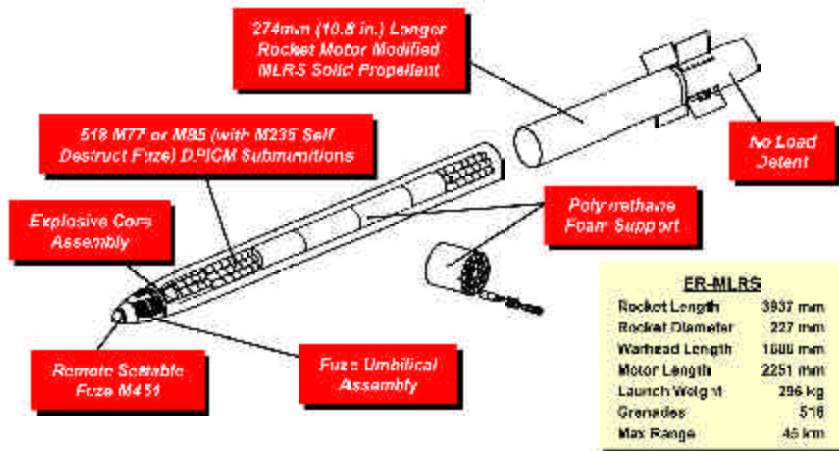 274mm (10.8 in.) Longer
Rocket Motor Modified
MLRS Solid Propellant
518 M77 or M85 (with M235 Self
Destruct Fuze) DPICM Submunitions
No Load
Detent
Explosive Core
Assembly
Polyurethane
Foam Support
Remote Settable
Fuze M451
Fuze Umbilical
Assembly
ER-MLRS
Rocket Length 3937 mm
Rocket Diameter 227 mm
Warhead Length 1686 mm
Motor Length 2251 mm
Launch Weight 296 kg
Grenades 518
Max Range 45 km